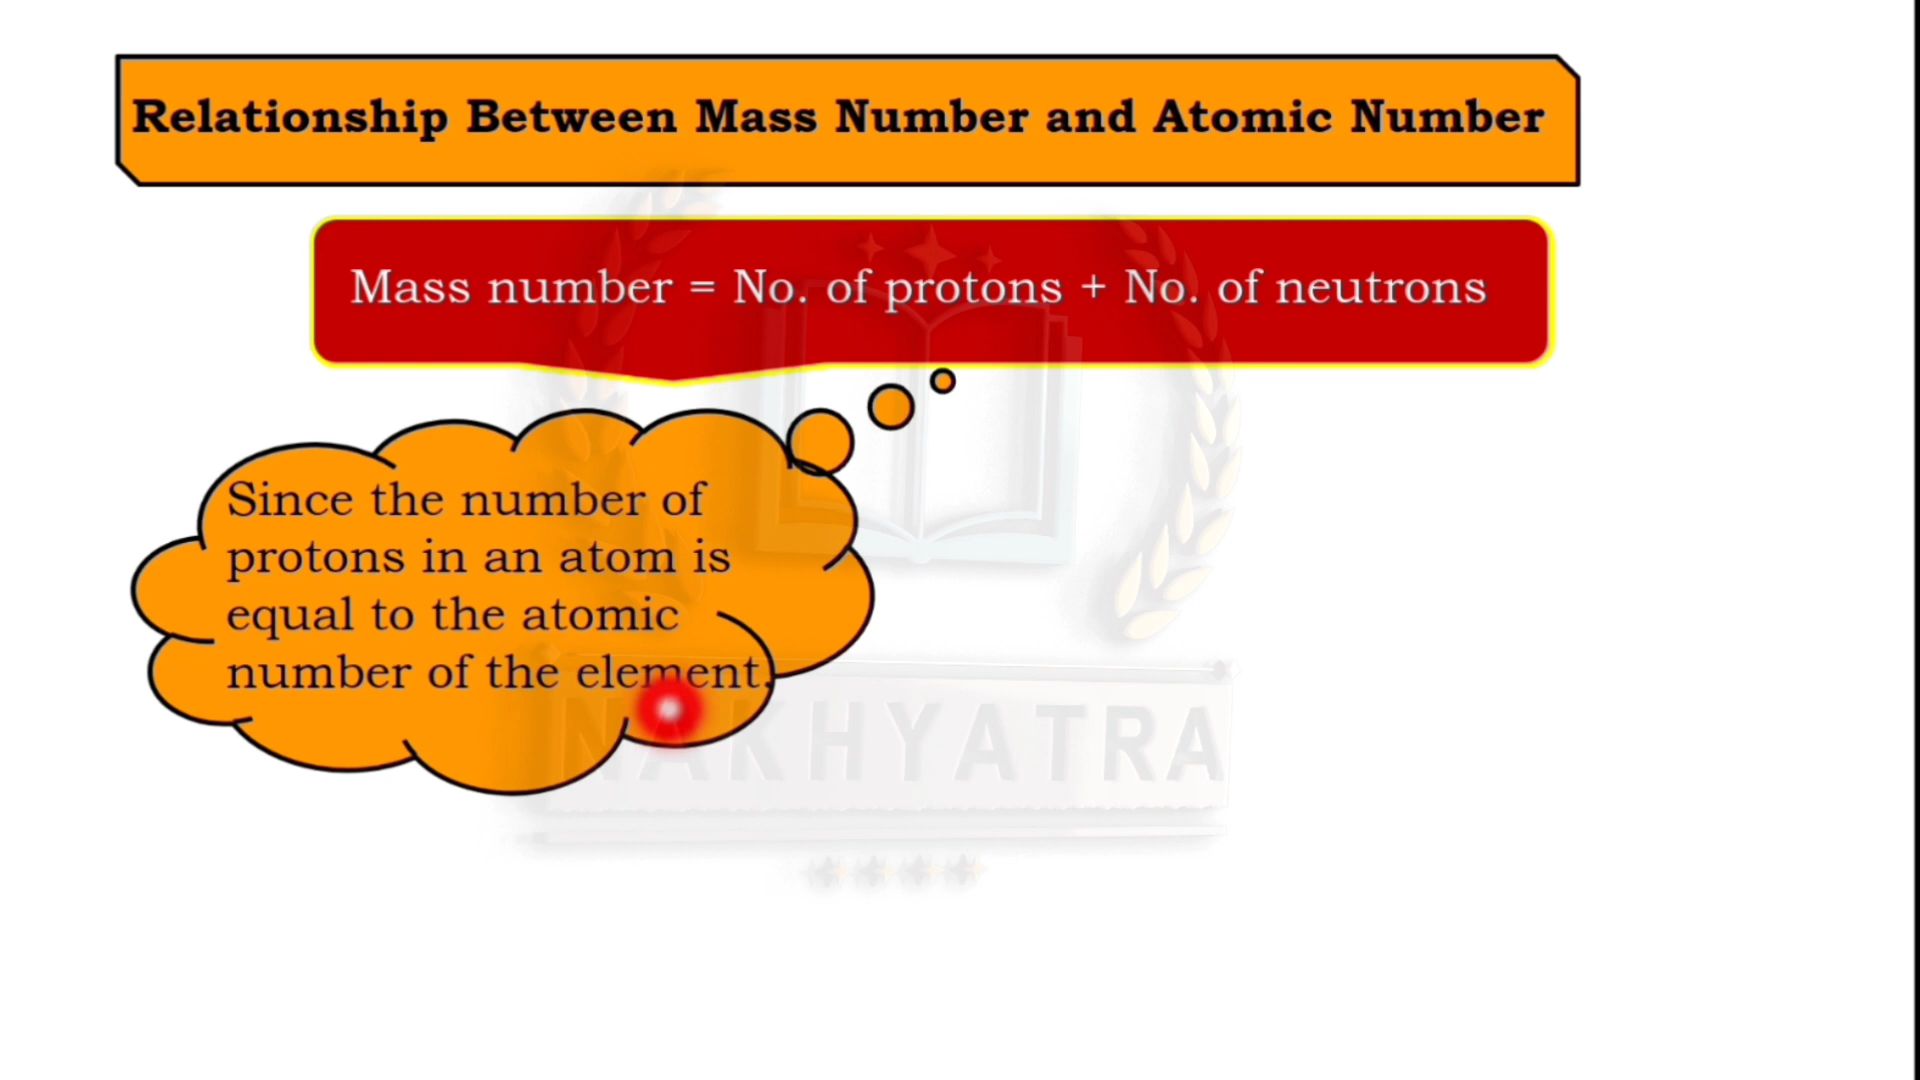 Relationship Between Mass Number and Atomic Number
Mass number = No. of protons + No. of neutrons
Since the number of
protons in an atom is
equal to the atomic
number of the element.
NAKHYATRA